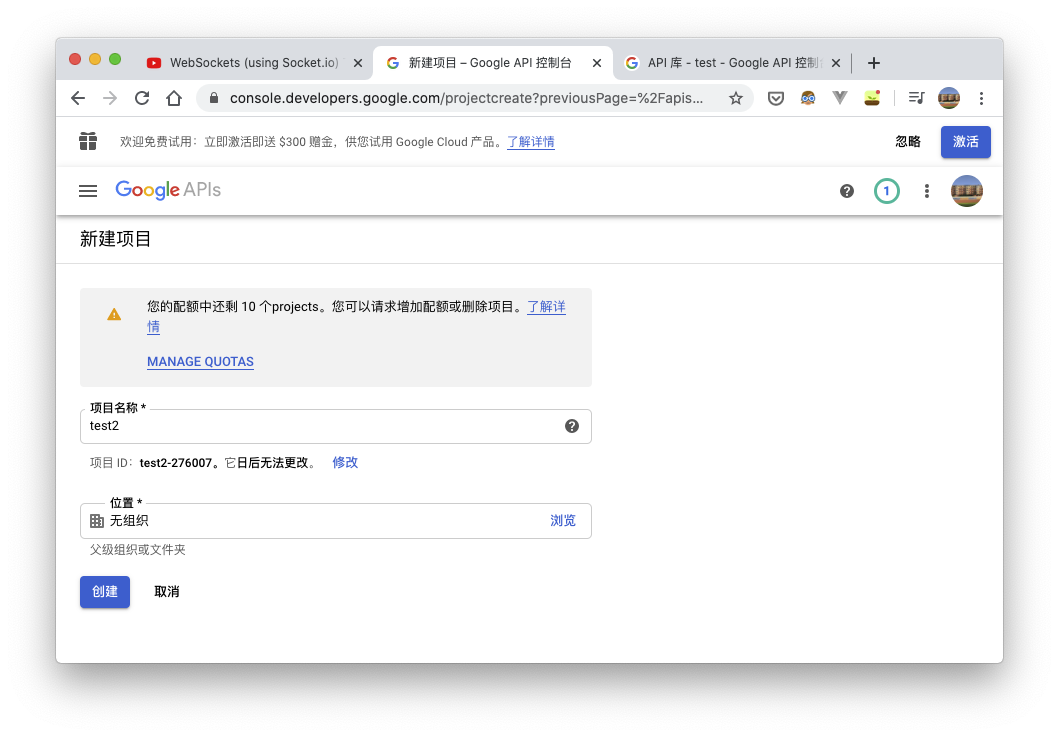 WebSockets (using Socket.io)
新建项目 – Google API 控制台
API 库 - test - Google API 控制
console.developers.google.com/projectcreate?previousPage=%2Fapis...
欢迎免费试用：立即激活即送 $300 赠金，供您试用 Google Cloud 产品。了解详情
忽略
激活
Google APIs
1
新建项目
您的配额中还剩 10 个projects。您可以请求增加配额或删除项目。了解详
情
MANAGE QUOTAS
项目名称 *
test2
项目 ID：test2-276007。它日后无法更改。 修改
位置 *
无组织
浏览
父级组织或文件夹
创建
取消